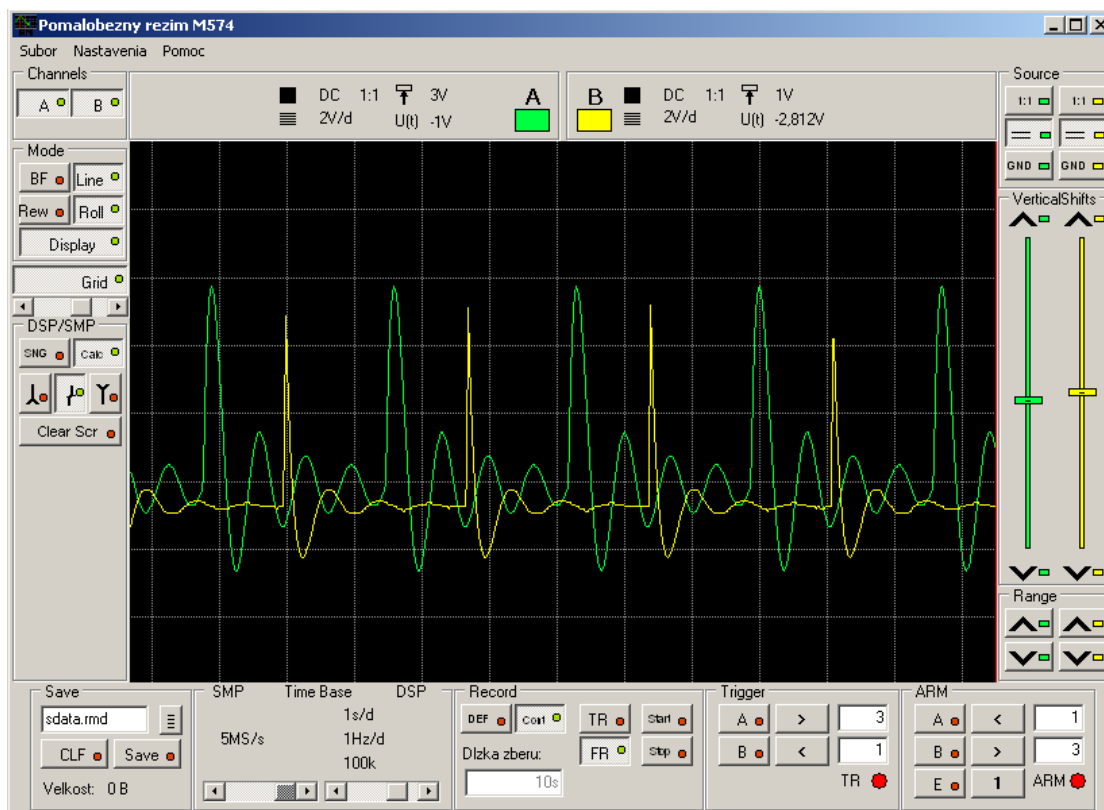 Pomalobezny rezim M574
Subor Nastavenia Pomoc
Channels
A B
DC 1:1 3V
2V/d U(t) -1V
A
B
DC 1:1 1V
2V/d U(t) -2,812V
Source
1:1 1:1
GND GND
Mode
BF Line
Rew Roll
Display
Grid
DSP/SMP
SNG Calc
Clear Scr
VerticalShifts
Range
Save
sdata.rmd
CLF Save
Velkost: 0 B
SMP Time Base DSP
1s/d
5MS/s 1Hz/d
100k
Record
DEF Cont TR Start
Dlzka zberu: FR Stop
10s
Trigger
A > 3
B < 1
TR
ARM
A < 1
B > 3
E 1 ARM